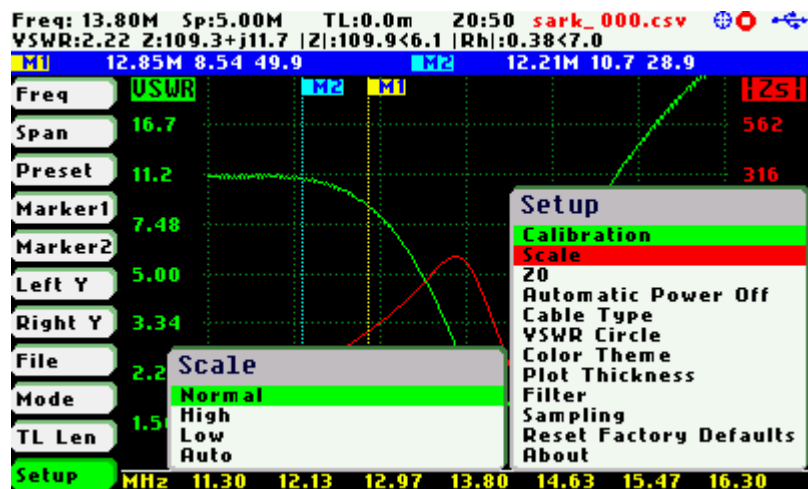 Freq: 13.80M Sp:5.00M TL:0.0m 20:50 sark_000.csv
VSWR:2.22 Z:109.3+j11.7 |Z|:109.9<6.1 |Rh|:0.38<7.0
M1 12.85M 8.54 49.9 M2 12.21M 10.7 28.9
Freq VSWR M2 M1 |Zs|
Span 16.7 562
Preset 11.2 316
Marker1 7.48
Marker2
Left Y 5.00
Right Y 3.34
File 2.2
Mode
TL Len 1.5
Setup
Setup
Calibration
Scale
Z0
Automatic Power Off
Cable Type
VSWR Circle
Color Theme
Plot Thickness
Filter
Sampling
Reset Factory Defaults
About
Scale
Normal
High
Low
Auto
MHz 11.30 12.13 12.97 13.80 14.63 15.47 16.30